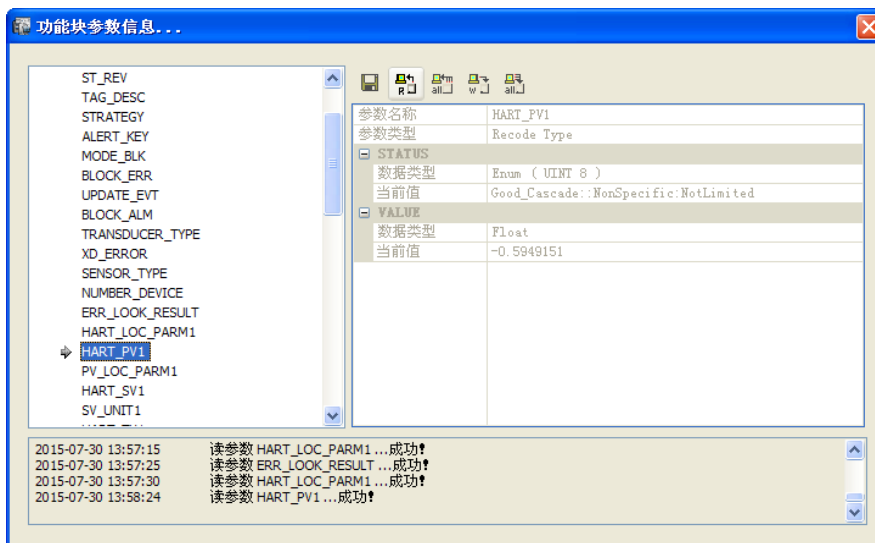 功能块参数信息...
ST_REV
TAG_DESC
STRATEGY
ALERT_KEY
MODE_BLK
BLOCK_ERR
UPDATE_EVT
BLOCK_ALM
TRANSDUCER_TYPE
XD_ERROR
SENSOR_TYPE
NUMBER_DEVICE
ERR_LOOK_RESULT
HART_LOC_PARM1
HART_PV1
PV_LOC_PARM1
HART_SV1
SV_UNIT1
R all w all
参数名称 HART_PV1
参数类型 Recode Type
STATUS
数据类型 Enum ( UINT 8 )
当前值 Good_Cascade::NonSpecific:NotLimited
VALUE
数据类型 Float
当前值 -0.5949151
2015-07-30 13:57:15 读参数 HART_LOC_PARM1 ...成功!
2015-07-30 13:57:25 读参数 ERR_LOOK_RESULT ...成功!
2015-07-30 13:57:30 读参数 HART_LOC_PARM1 ...成功!
2015-07-30 13:58:24 读参数 HART_PV1 ...成功!